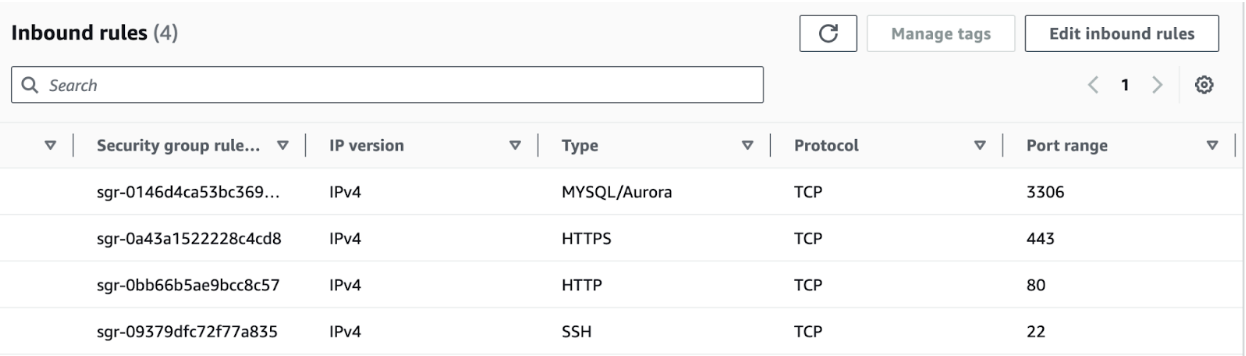 Inbound rules (4)
Manage tags
Edit inbound rules
Search
1
Security group rule... IP version Type Protocol Port range
sgr-0146d4ca53bc369... IPv4 MYSQL/Aurora TCP 3306
sgr-0a43a1522228c4cd8 IPv4 HTTPS TCP 443
sgr-0bb66b5ae9bcc8c57 IPv4 HTTP TCP 80
sgr-09379dfc72f77a835 IPv4 SSH TCP 22